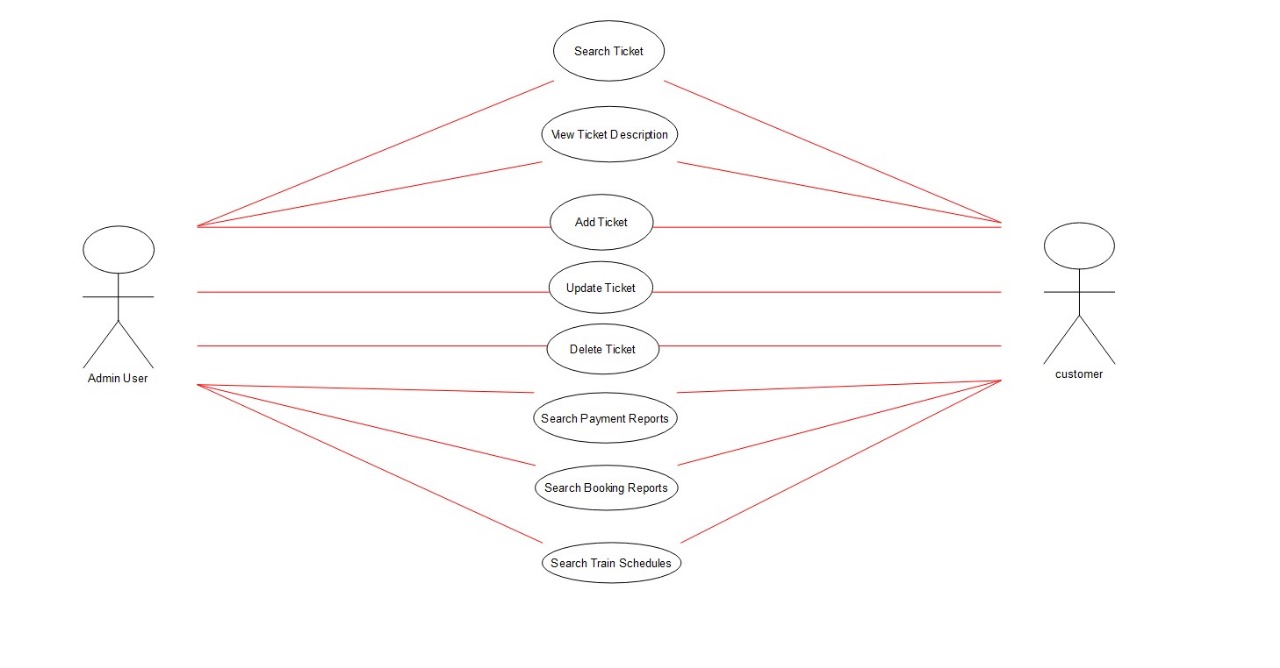 Search Ticket
View Ticket Description
Add Ticket
Update Ticket
Delete Ticket
Admin User
customer
Search Payment Reports
Search Booking Reports
Search Train Schedules